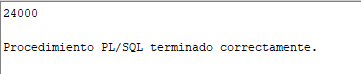 24000
Procedimiento PL/SQL terminado correctamente.